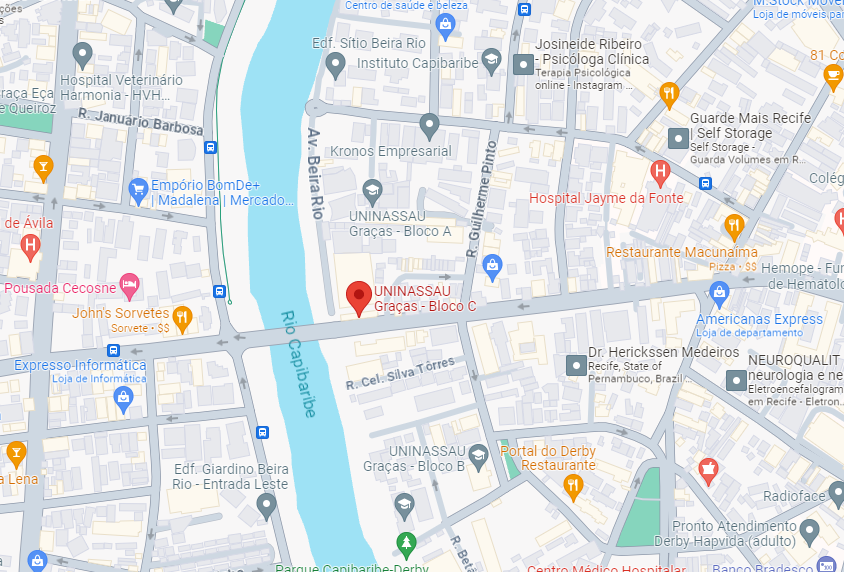 ções
Centro de saúde e beleza
M.Stock Móvei
Loja de móveis pa
Edf. Sítio Beira Rio
Instituto Capibaribe
Josineide Ribeiro
- Psicóloga Clínica
Terapia Psicológica
online - Instagram ...
81 Co
Hospital Veterinário
Harmonia - HVH...
raça Eça
e Queiroz
R. Januário Barbosa
Guarde Mais Recife
| Self Storage
Self Storage -
Guarda Volumes em R...
Kronos Empresarial
Av. Beira Rio
R. Guilherme Pinto
Empório BomDe+
| Madalena | Mercado...
Hospital Jayme da Fonte
Colég
UNINASSAU
Graças - Bloco A
de Ávila
Restaurante Macunaíma
Pizza • $$
Hemope - Fun
de Hematolo
Pousada Cecosne
UNINASSAU
Graças - Bloco C
John's Sorvetes
Sorvete • $$
Americanas Express
Loja de departamento
Rio Capibaribe
Expresso Informática
Loja de Informática
R. Cel. Silva Tôrres
Dr. Hericksen Medeiros
Recife, State of
Pernambuco, Brazil ...
NEUROQUALIT
neurologia e ne
Eletroencefalogram
em Recife - Eletron...
UNINASSAU
Graças - Bloco B
Portal do Derby
Restaurante
Edf. Giardino Beira
Rio - Entrada Leste
a Lena
Radioface
Pronto Atendimento
Derby Hapvida (adulto)
R. Betâ
Parque Capibaribe-Derby
Centro Médico Hospitalar
Banco Bradesco